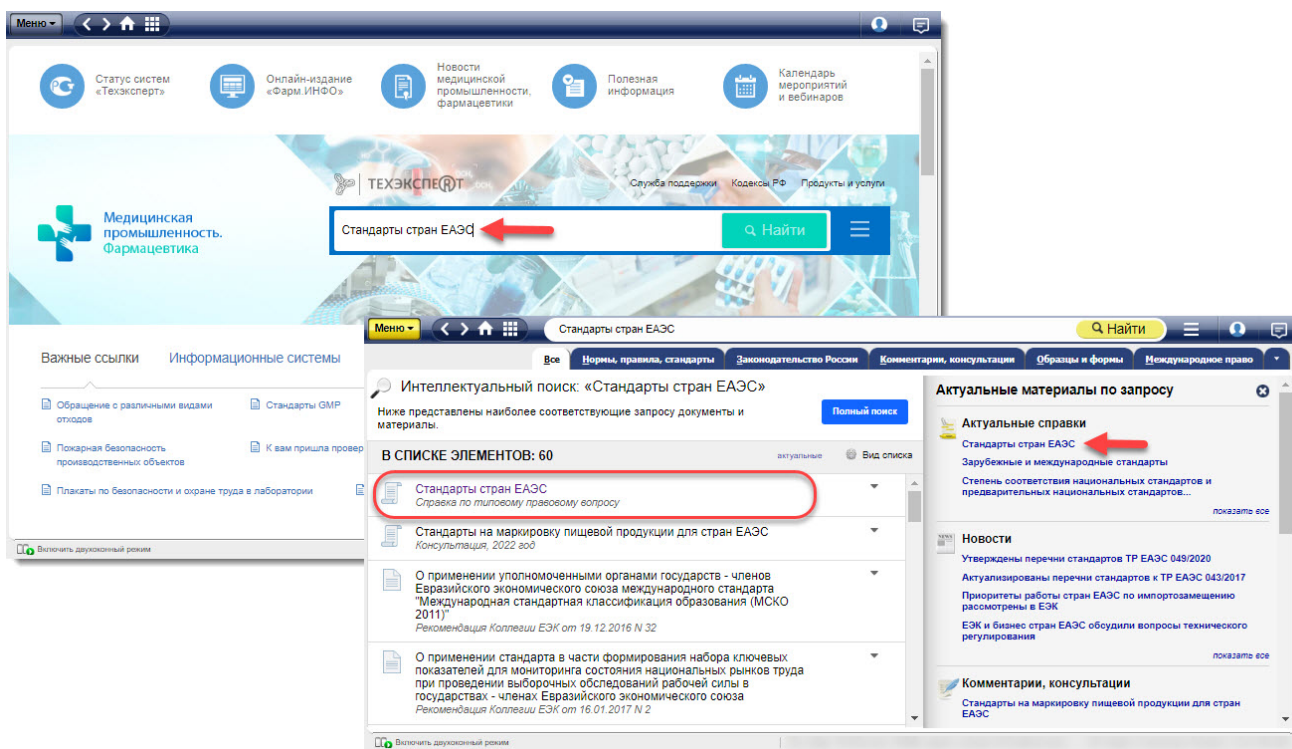 Меню
Статус систем
«Техэксперт»
Онлайн-издание
«Фарм.ИНФО»
Новости
медицинской
промышленности,
фармацевтики
Полезная
информация
Календарь
мероприятий
и вебинаров
ТЕХЭКСПЕ®Т
Служба поддержки Кодексы РФ Продукты и услуги
Медицинская
промышленность.
Фармацевтика
Стандарты стран ЕАЭС
Найти
Важные ссылки Информационные системы
Обращение с различными видами
отходов
Стандарты GMP
Пожарная безопасность
производственных объектов
К вам пришла провер
Плакаты по безопасности и охране труда в лаборатории
Включить двухоконный режим
Меню
Стандарты стран ЕАЭС
Найти
Все Нормы, правила, стандарты Законодательство России Комментарии, консультации Образцы и формы Международное право
Интеллектуальный поиск: «Стандарты стран ЕАЭС»
Ниже представлены наиболее соответствующие запросу документы и
материалы.
Полный поиск
В СПИСКЕ ЭЛЕМЕНТОВ: 60
актуальные
Вид списка
Стандарты стран ЕАЭС
Справка по типовому правовому вопросу
Стандарты на маркировку пищевой продукции для стран ЕАЭС
Консультация, 2022 год
О применении уполномоченными органами государств - членов
Евразийского экономического союза международного стандарта
"Международная стандартная классификация образования (МСКО
2011)"
Рекомендация Коллегии ЕЭК от 19.12.2016 N 32
О применении стандарта в части формирования набора ключевых
показателей для мониторинга состояния национальных рынков труда
при проведении выборочных обследований рабочей силы в
государствах - членах Евразийского экономического союза
Рекомендация Коллегии ЕЭК от 16.01.2017 N 2
Актуальные материалы по запросу
Актуальные справки
Стандарты стран ЕАЭС
Зарубежные и международные стандарты
Степень соответствия национальных стандартов и
предварительных национальных стандартов...
показать все
NEWS
Новости
Утверждены перечни стандартов ТР ЕАЭС 049/2020
Актуализированы перечни стандартов к ТР ЕАЭС 043/2017
Приоритеты работы стран ЕАЭС по импортозамещению
рассмотрены в ЕЭК
ЕЭК и бизнес стран ЕАЭС обсудили вопросы технического
регулирования
показать все
Комментарии, консультации
Стандарты на маркировку пищевой продукции для стран
ЕАЭС
Включить двухоконный режим